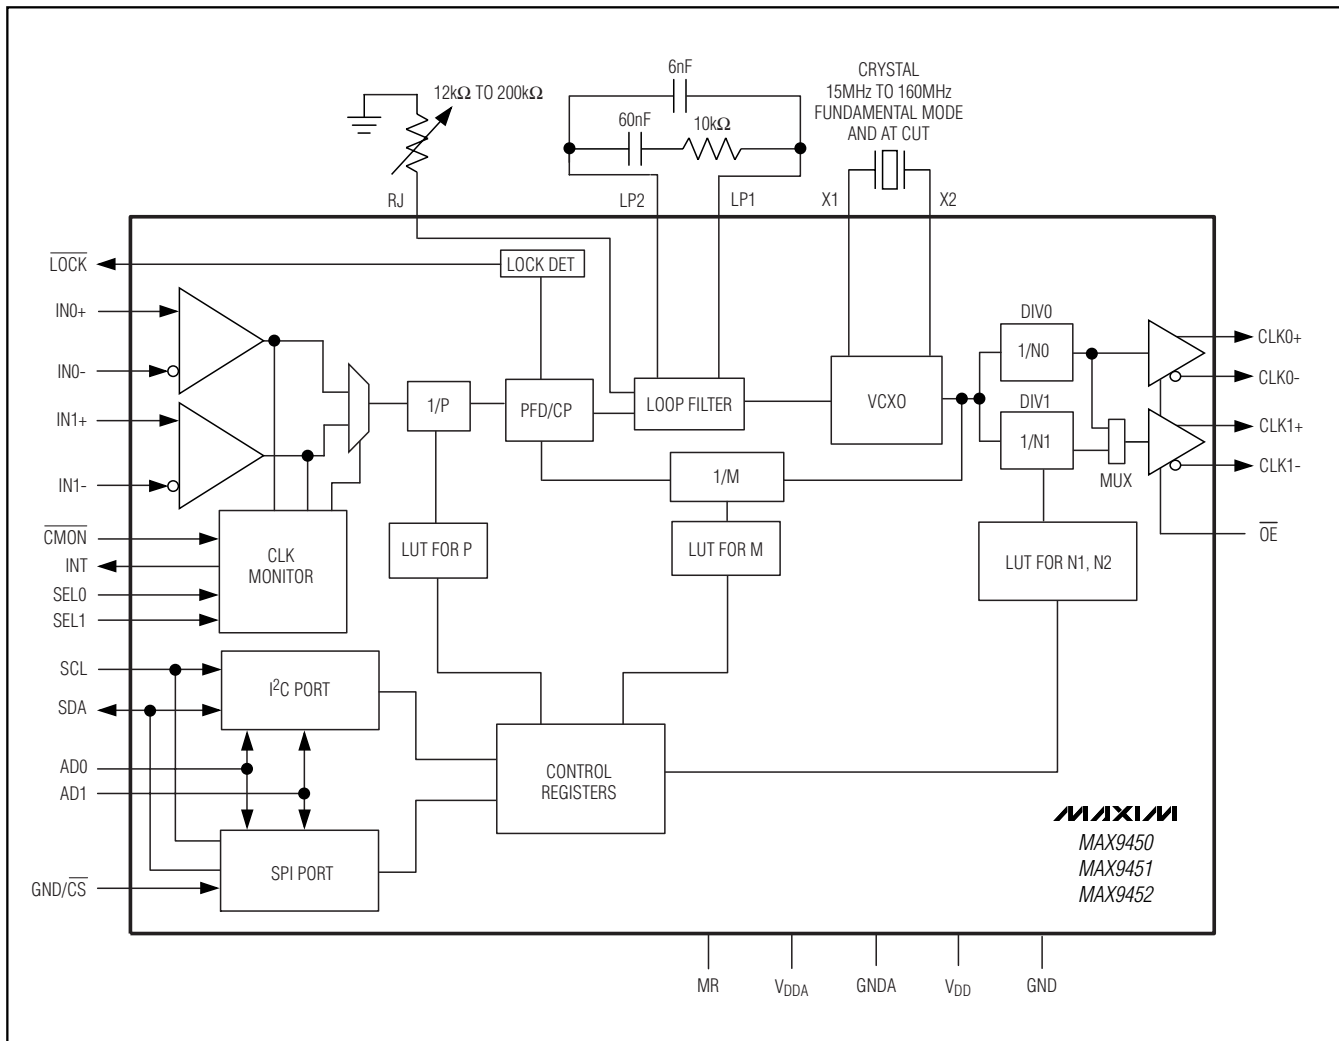 6nF
CRYSTAL
15MHz TO 160MHz
FUNDAMENTAL MODE
AND AT CUT
12kΩ TO 200kΩ
60nF
10kΩ
RJ
LP2
LP1
X1
X2
LOCK
LOCK DET
IN0+
DIV0
CLK0+
1/N0
IN0-
CLK0-
1/P
PFD/CP
LOOP FILTER
VCXO
IN1+
DIV1
CLK1+
1/N1
CLK1-
IN1-
1/M
MUX
CMON
OE
INT
CLK
MONITOR
LUT FOR P
LUT FOR M
LUT FOR N1, N2
SEL0
SEL1
SCL
I²C PORT
SDA
AD0
CONTROL
REGISTERS
AD1
MAXIM
MAX9450
MAX9451
MAX9452
SPI PORT
GND/CS
MR
VDDA
GNDA
VDD
GND